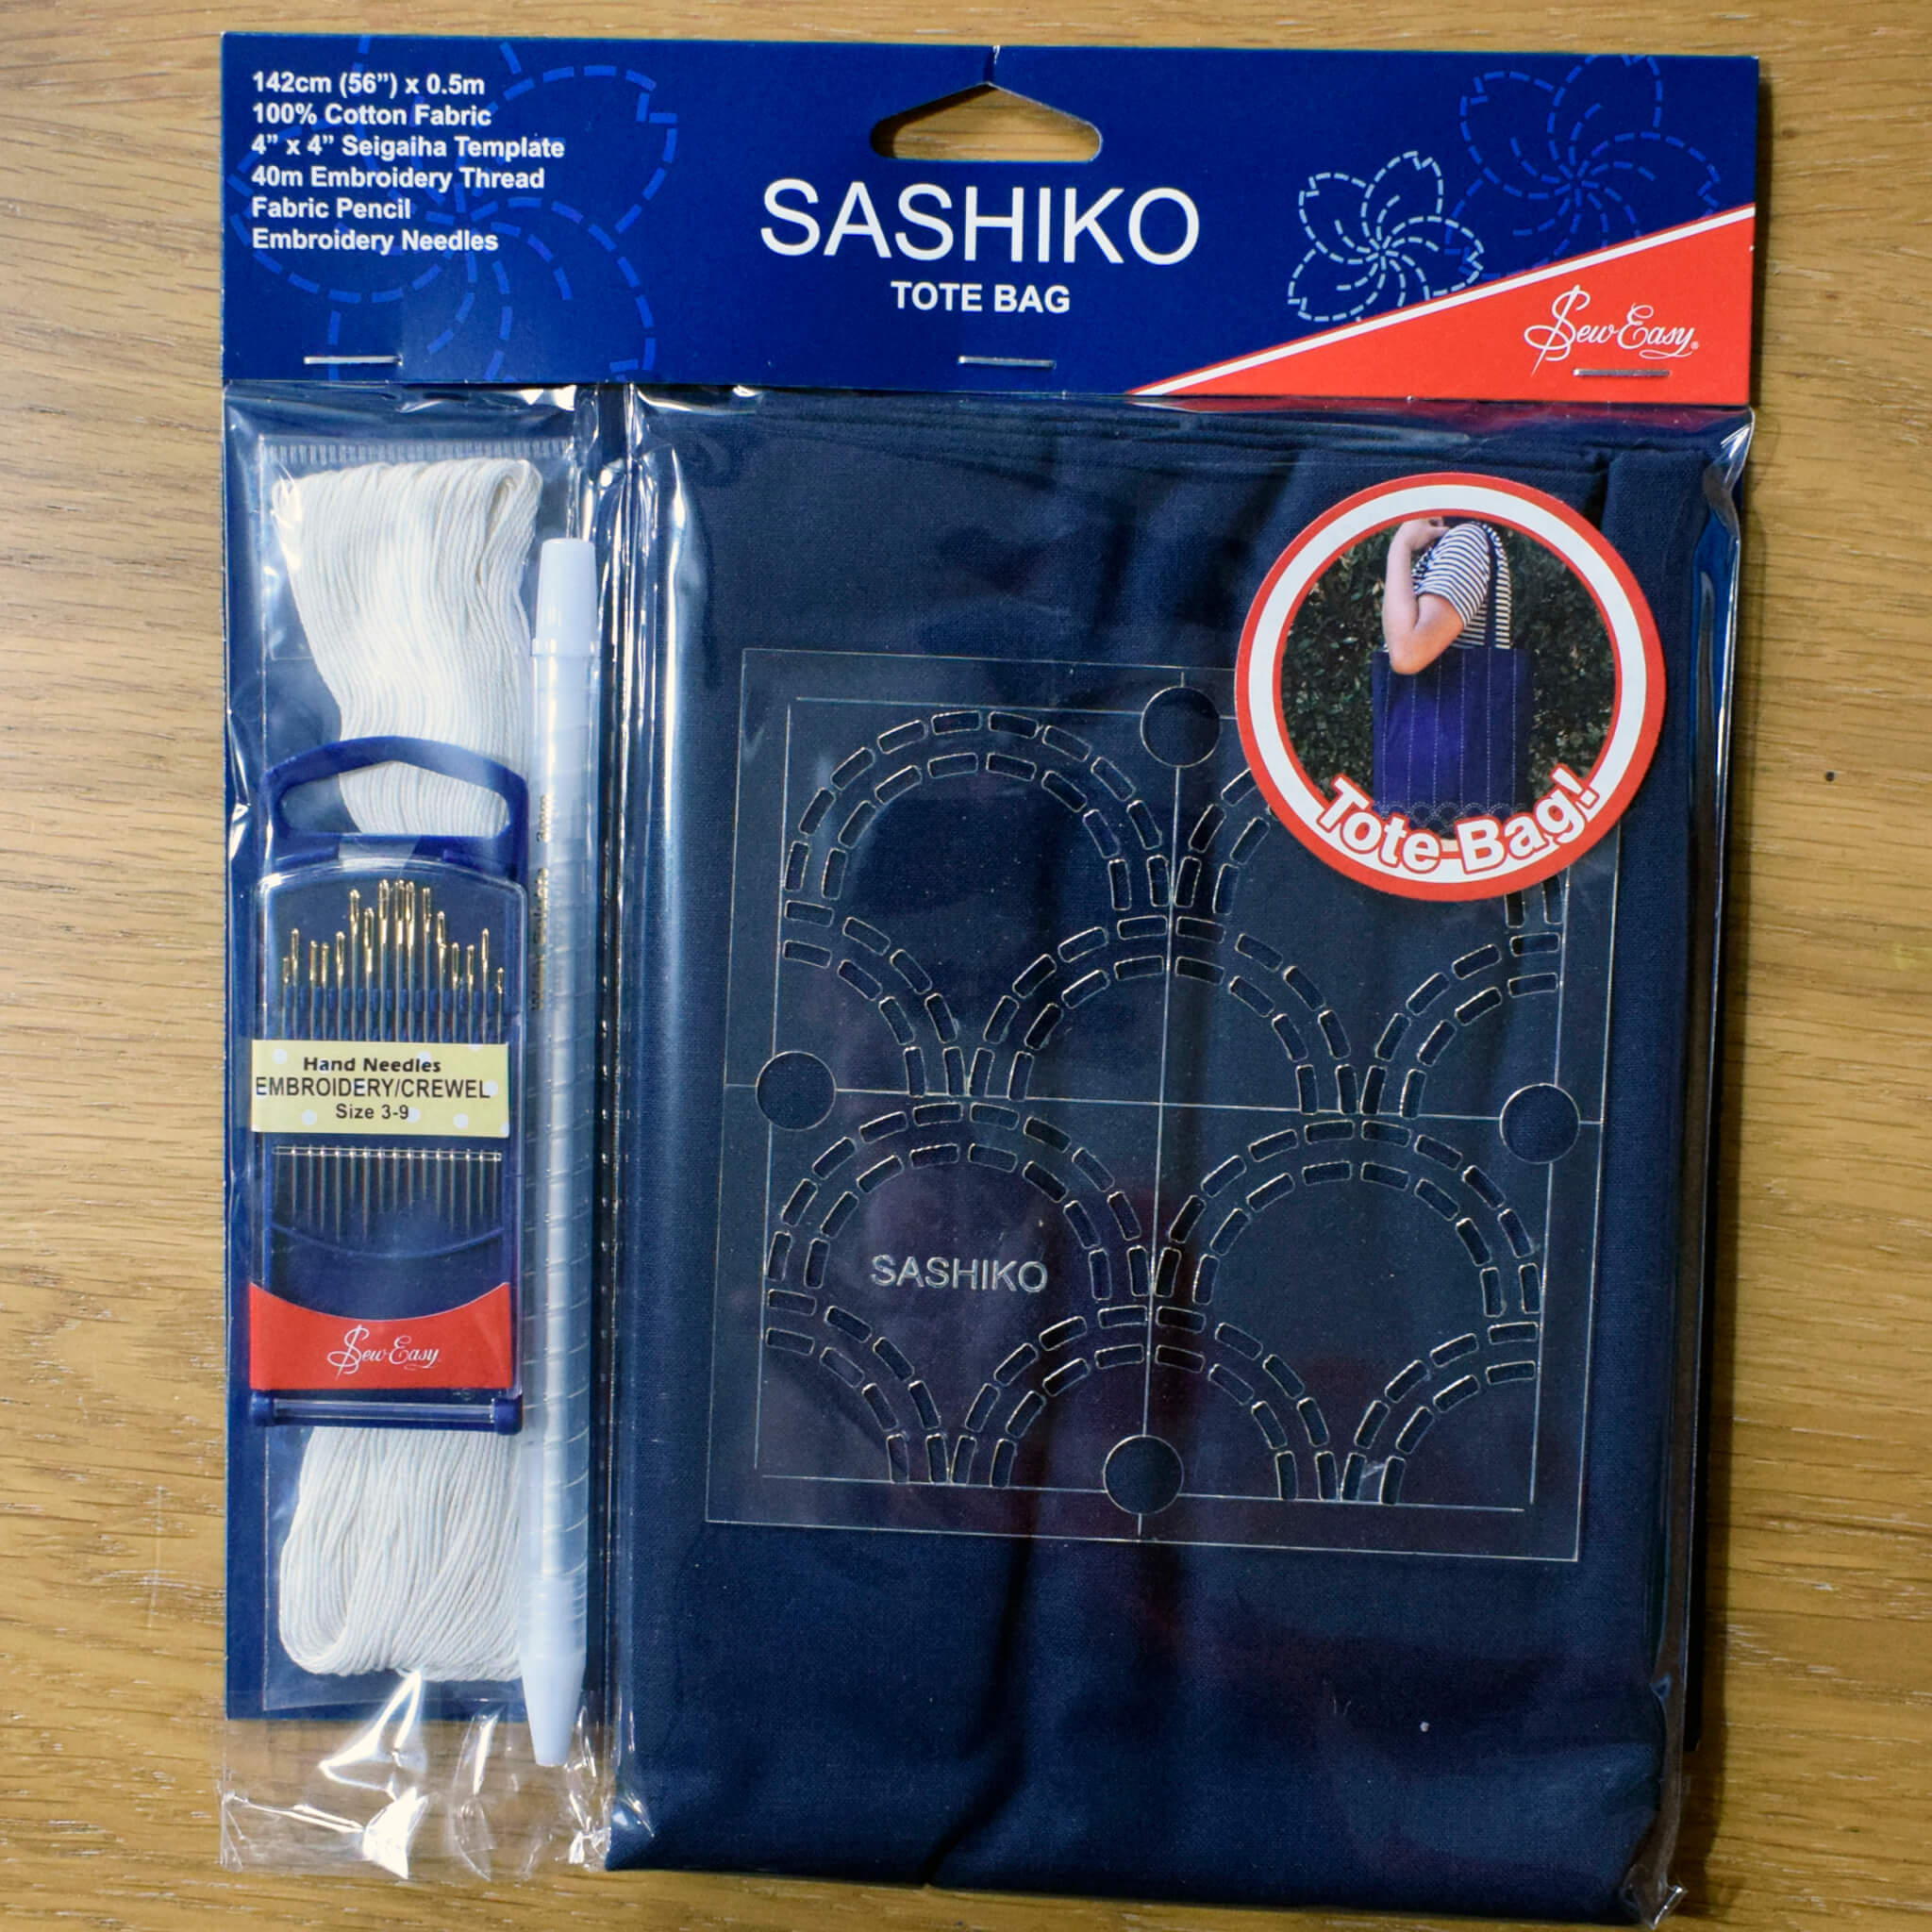 142cm (56”) x 0.5m
100% Cotton Fabric
4” x 4” Seigaiha Template
40m Embroidery Thread
Fabric Pencil
Embroidery Needles
SASHIKO
TOTE BAG
Sew Easy®
Tote Bag!
Hand Needles
EMBROIDERY/CREWEL
Size 3-9
Sew Easy
SASHIKO